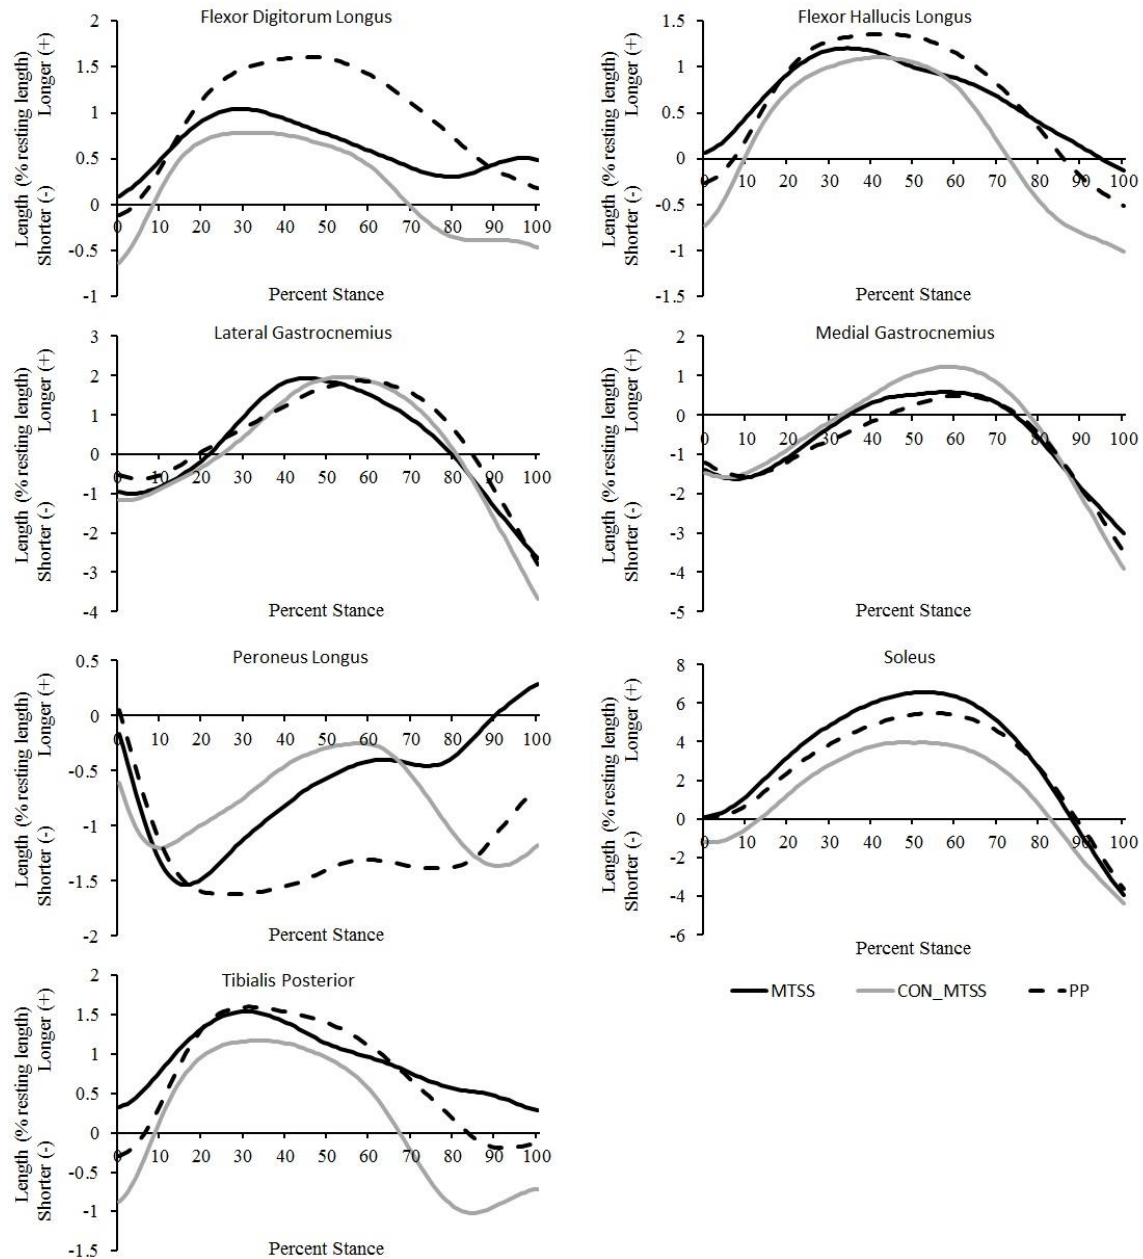 Flexor Digitorum Longus
Length (% resting length)
Shorter (-) Longer (+)
2
1.5
1
0.5
0
-0.5
-1
0 10 20 30 40 50 60 70 80 90 100
Percent Stance
Flexor Hallucis Longus
Length (% resting length)
Shorter (-) Longer (+)
1.5
1
0.5
0
-0.5
-1
-1.5
0 10 20 30 40 50 60 70 80 90 100
Percent Stance
Lateral Gastrocnemius
Length (% resting length)
Shorter (-) Longer (+)
3
2
1
0
-1
-2
-3
-4
0 10 20 30 40 50 60 70 80 90 100
Percent Stance
Medial Gastrocnemius
Length (% resting length)
Shorter (-) Longer (+)
2
1
0
-1
-2
-3
-4
-5
0 10 20 30 40 50 60 70 80 90 100
Percent Stance
Peroneus Longus
Length (% resting length)
Shorter (-) Longer (+)
0.5
0
-0.5
-1
-1.5
-2
0 10 20 30 40 50 60 70 80 90 100
Percent Stance
Soleus
Length (% resting length)
Shorter (-) Longer (+)
8
6
4
2
0
-2
-4
-6
0 10 20 30 40 50 60 70 80 90 100
Percent Stance
Tibialis Posterior
Length (% resting length)
Shorter (-) Longer (+)
2
1.5
1
0.5
0
-0.5
-1
-1.5
0 10 20 30 40 50 60 70 80 90 100
Percent Stance
MTSS CON_MTSS PP